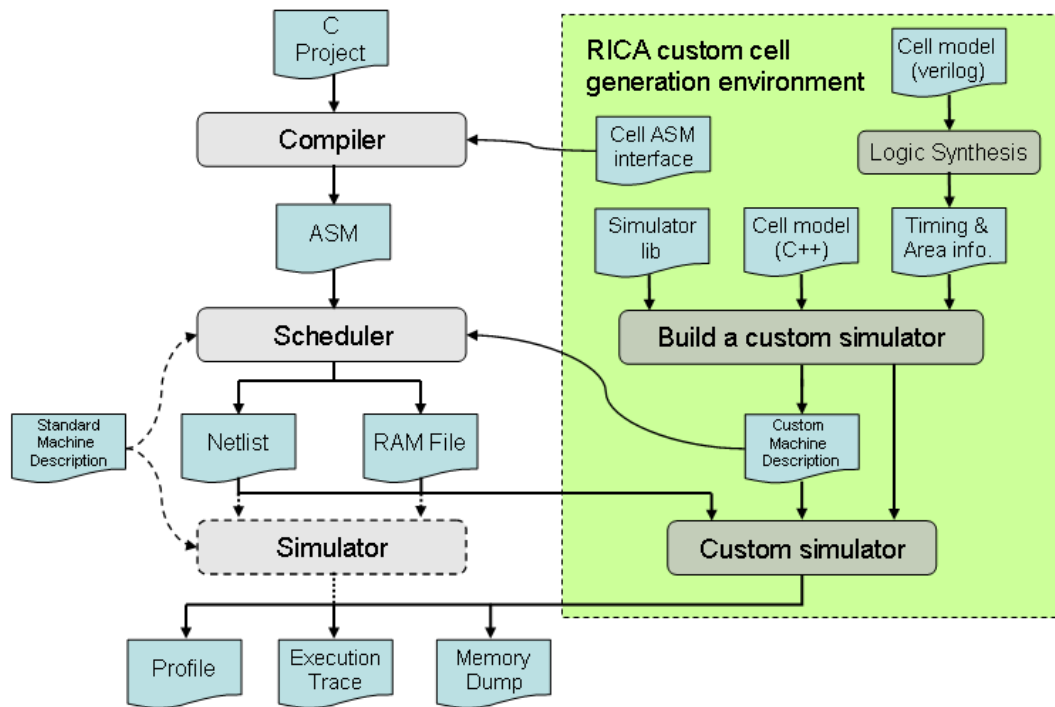 C
Project
RICA custom cell
generation environment
Cell model
(verilog)
Compiler
Cell ASM
interface
Logic Synthesis
ASM
Simulator
lib
Cell model
(C++)
Timing &
Area info.
Scheduler
Build a custom simulator
Standard
Machine
Description
Netlist
RAM File
Custom
Machine
Description
Simulator
Custom simulator
Profile
Execution
Trace
Memory
Dump